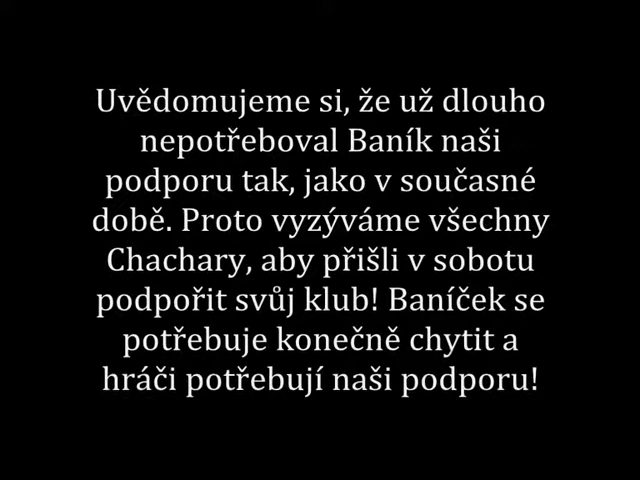 Uvědomujeme si, že už dlouho
nepotřeboval Baník naši
podporu tak, jako v současné
době. Proto vyzýváme všechny
Chachary, aby přišli v sobotu
podpořit svůj klub! Baníček se
potřebuje konečně chytit a
hráči potřebují naši podporu!